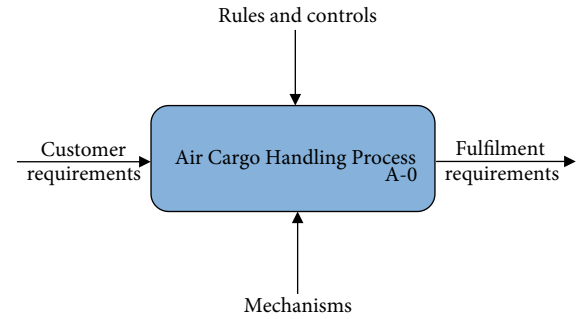 Rules and controls
Customer
requirements
Air Cargo Handling Process
A-0
Fulfilment
requirements
Mechanisms